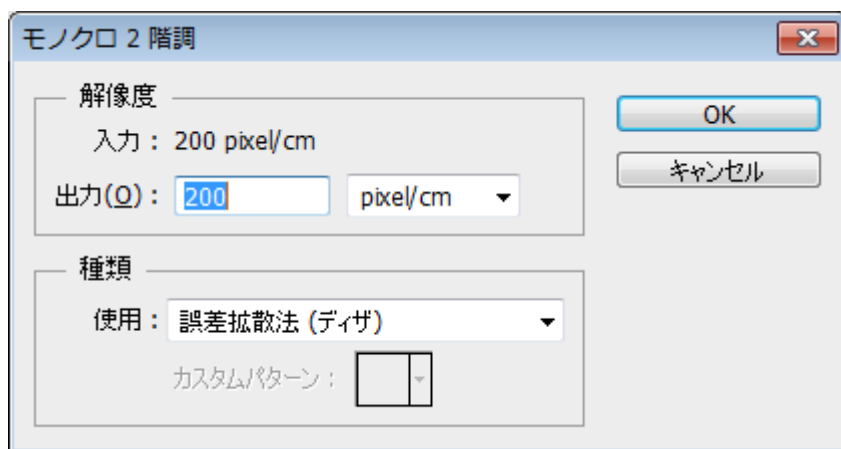 モノクロ 2 階調
解像度
入力： 200 pixel/cm
出力(O)： 200 pixel/cm
OK
キャンセル
種類
使用： 誤差拡散法 (ディザ)
カスタムパターン：